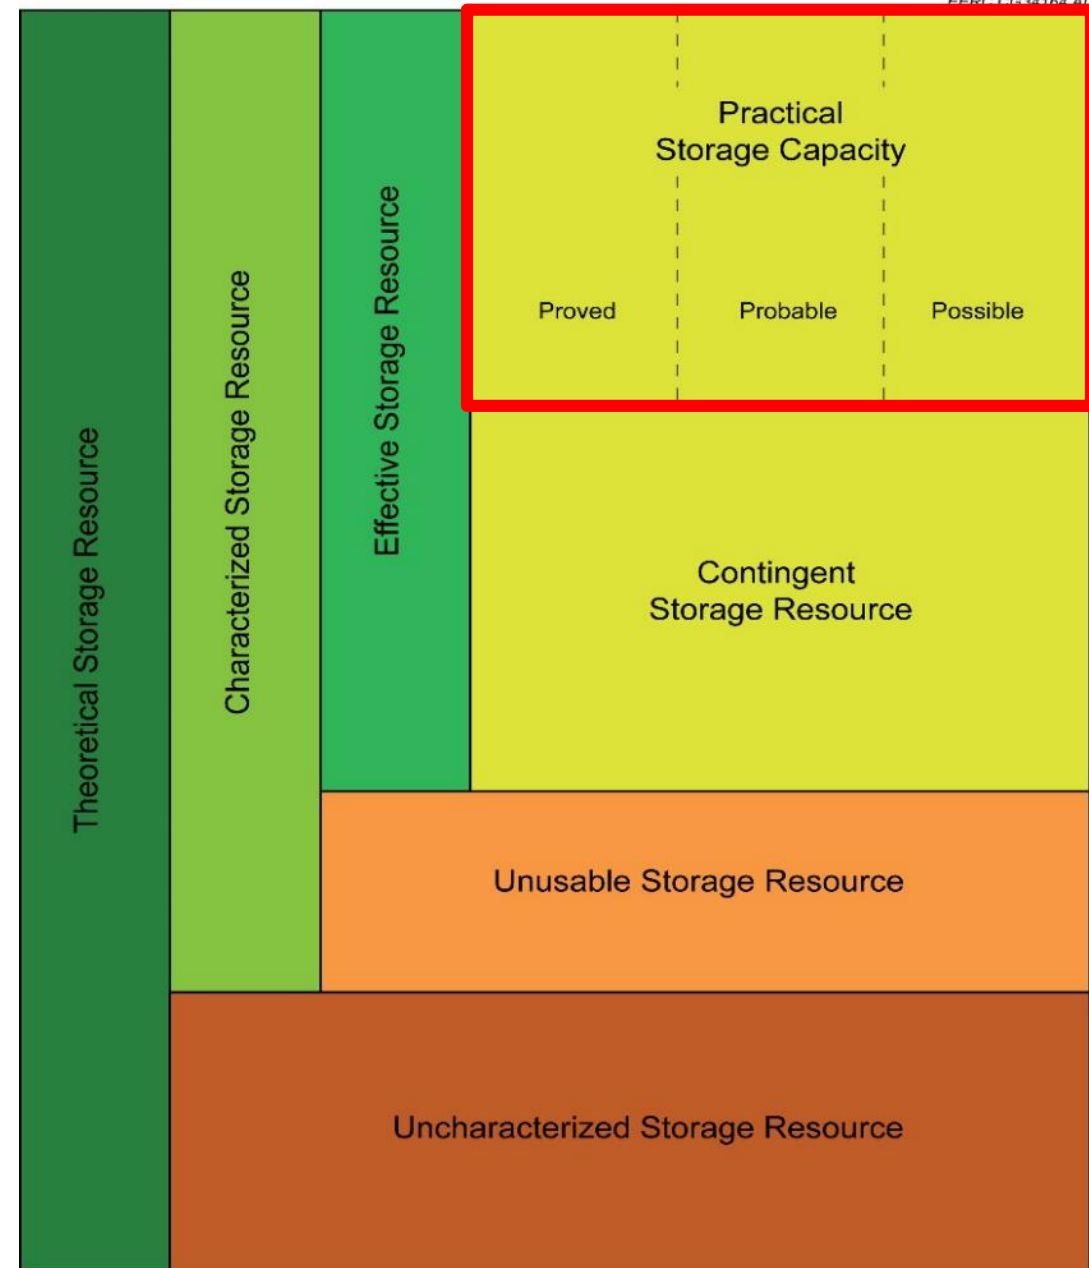 Practical
Storage Capacity
Proved
Probable
Possible
Theoretical Storage Resource
Characterized Storage Resource
Effective Storage Resource
Contingent
Storage Resource
Unusable Storage Resource
Uncharacterized Storage Resource